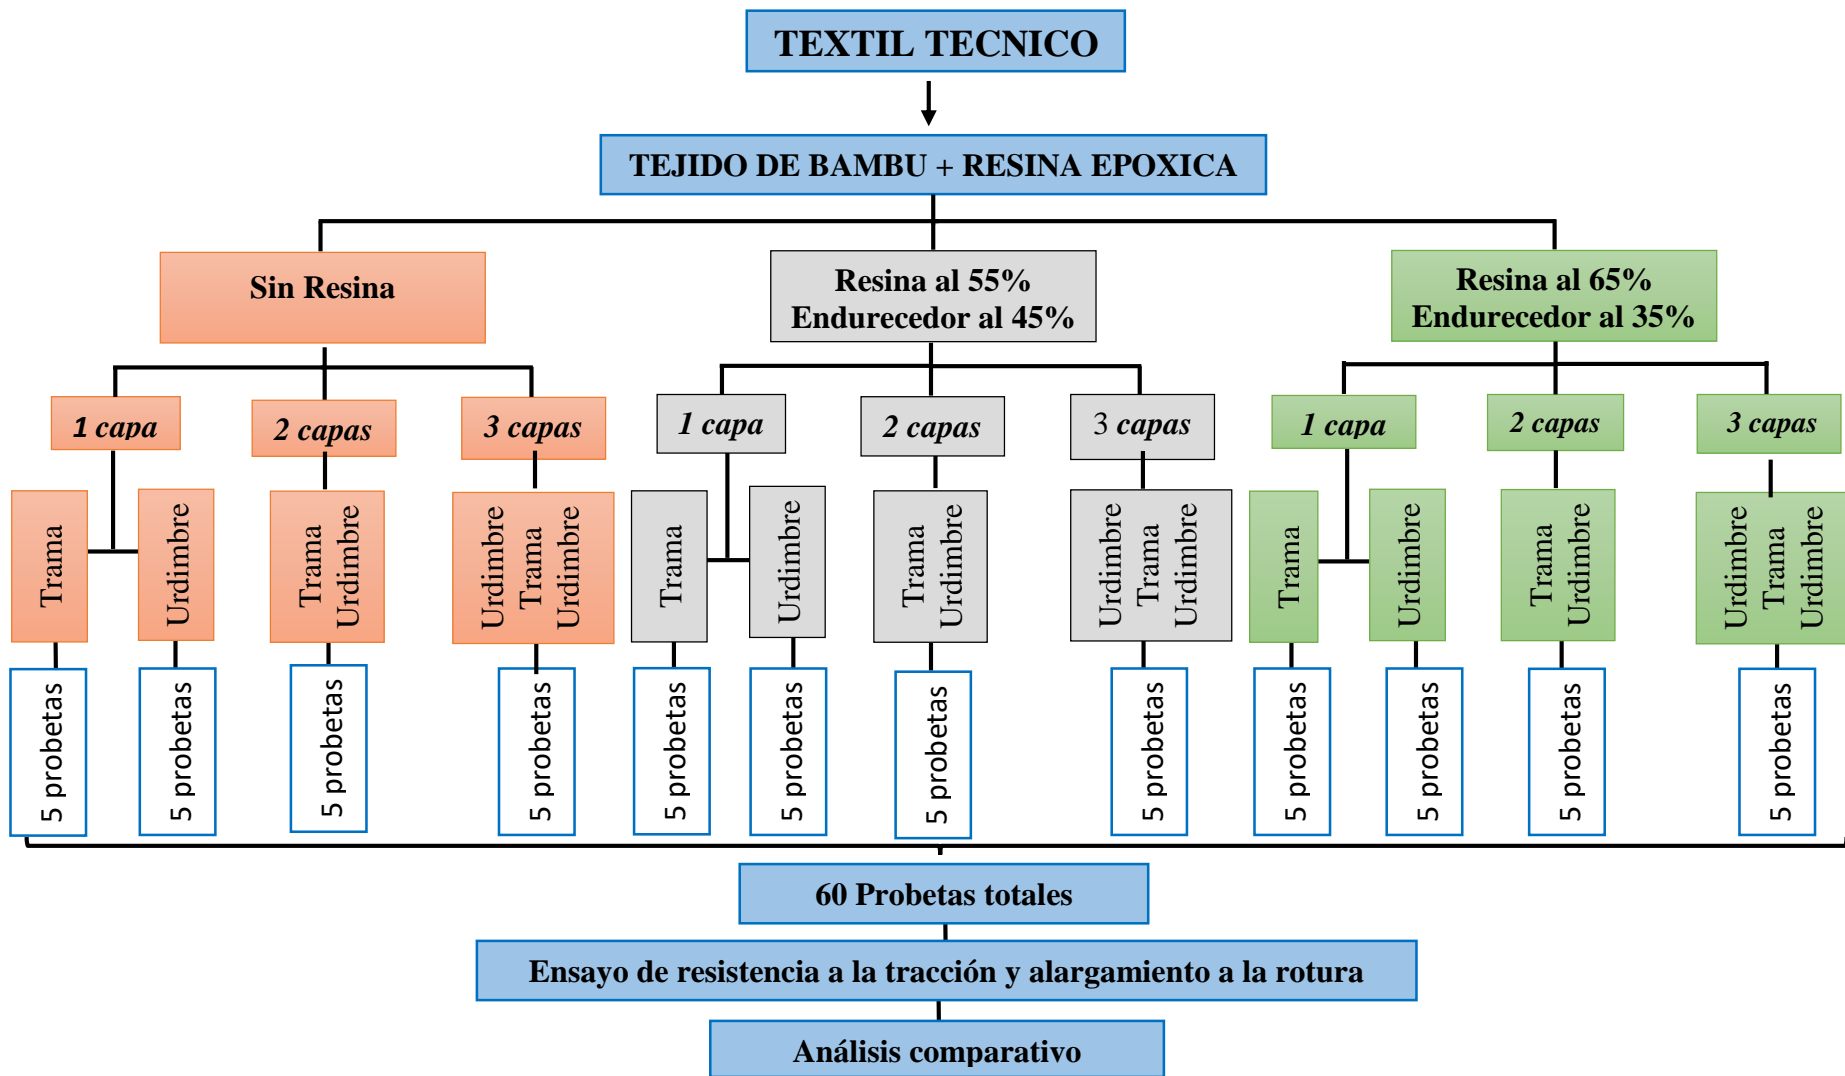 TEXTIL TECNICO
TEJIDO DE BAMBU + RESINA EPOXICA
Sin Resina
Resina al 55%
Endurecedor al 45%
Resina al 65%
Endurecedor al 35%
1 capa
2 capas
3 capas
1 capa
2 capas
3 capas
1 capa
2 capas
3 capas
Trama
Urdimbre
Trama
Urdimbre
Urdimbre
Trama
Urdimbre
Trama
Urdimbre
Trama
Urdimbre
Urdimbre
Trama
Urdimbre
Trama
Urdimbre
Trama
Urdimbre
Urdimbre
Trama
Urdimbre
5 probetas
5 probetas
5 probetas
5 probetas
5 probetas
5 probetas
5 probetas
5 probetas
5 probetas
5 probetas
5 probetas
5 probetas
60 Probetas totales
Ensayo de resistencia a la tracción y alargamiento a la rotura
Análisis comparativo